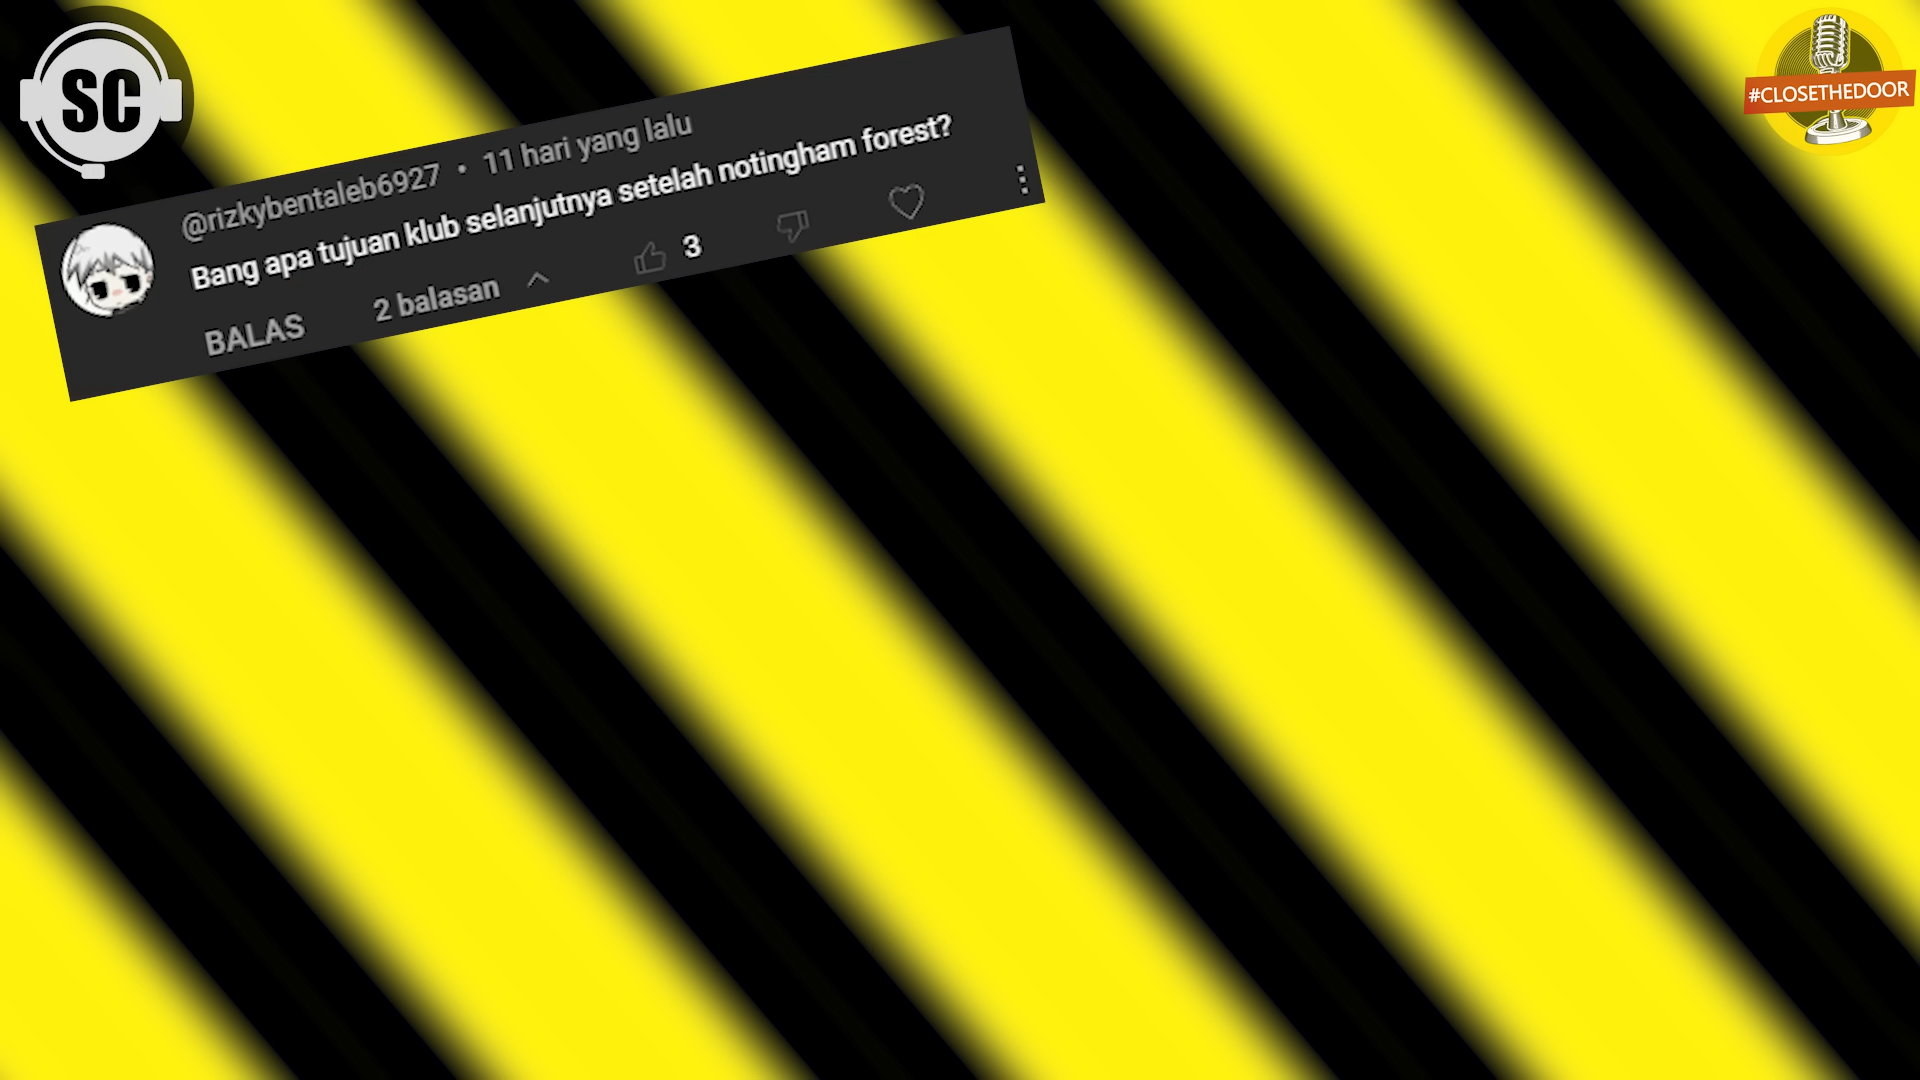 SC
#CLOSETHEDOOR
@rizkybentaleb6927 • 11 hari yang lalu
Bang apa tujuan klub selanjutnya setelah notingham forest?
BALAS 2 balasan 3